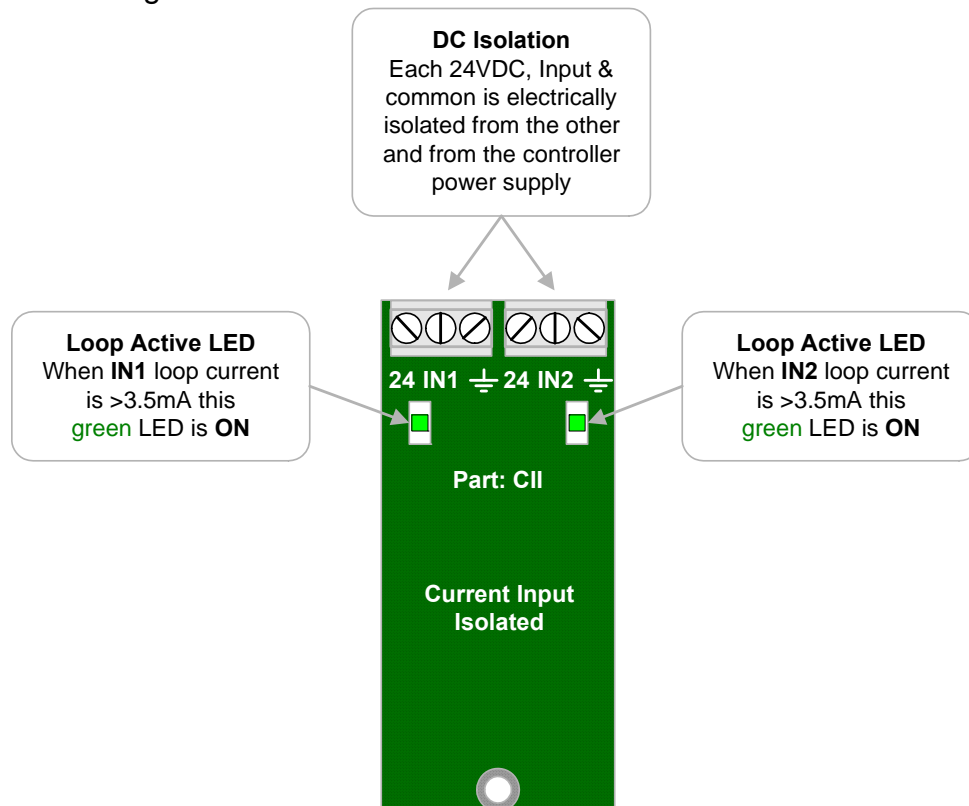 DC Isolation
Each 24VDC, Input &
common is electrically
isolated from the other
and from the controller
power supply
Loop Active LED
When IN1 loop current
is >3.5mA this
green LED is ON
Loop Active LED
When IN2 loop current
is >3.5mA this
green LED is ON
24 IN1 24 IN2
Part: CII
Current Input
Isolated